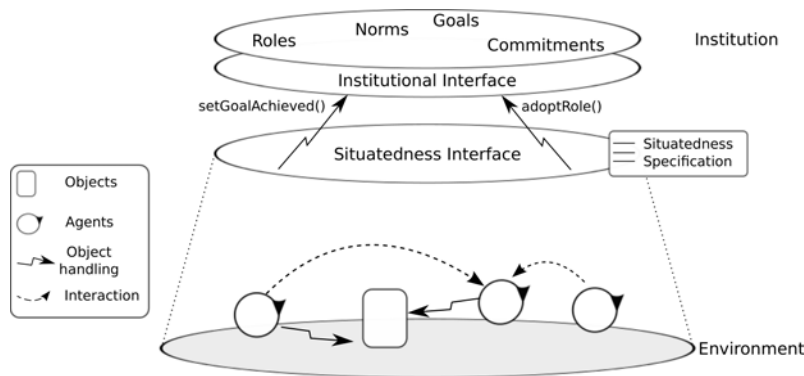 Goals
Norms
Roles
Commitments
Institution
Institutional Interface
setGoalAchieved()
adoptRole()
Situatedness Interface
Situatedness
Specification
Objects
Agents
Object
handling
Interaction
Environment